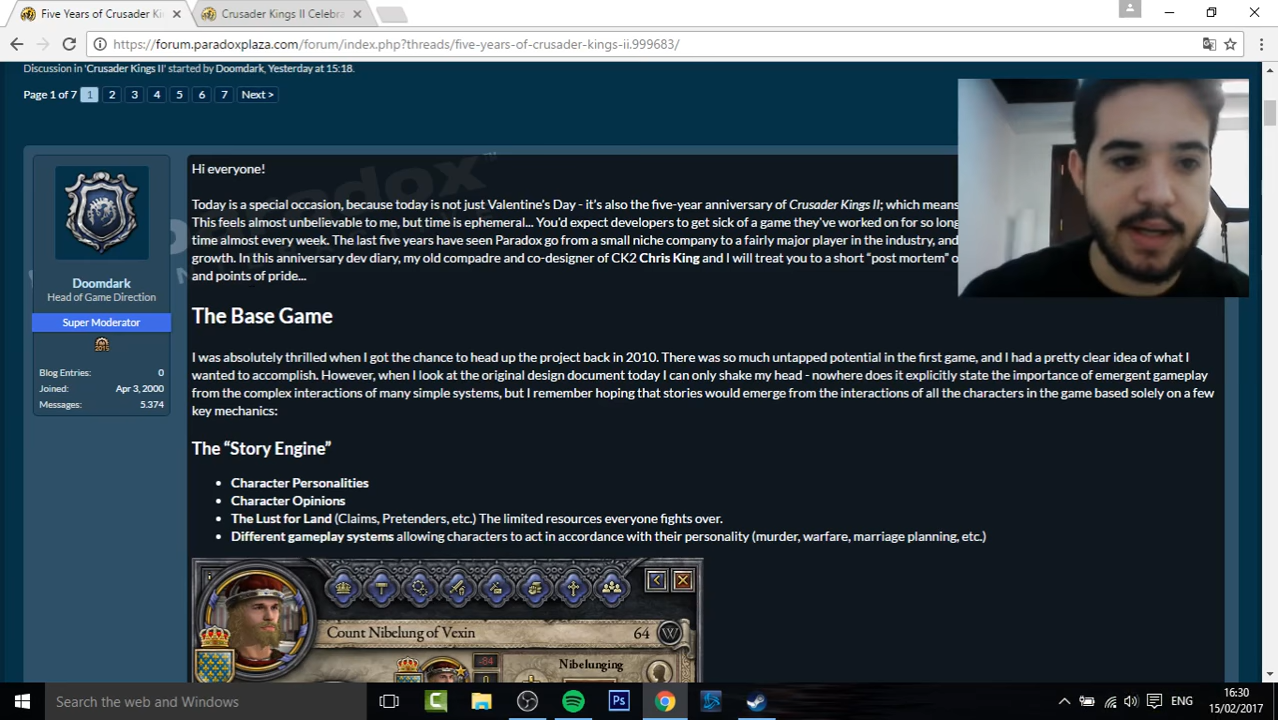 Five Years of Crusader Ki
Crusader Kings II Celebra
https://forum.paradoxplaza.com/forum/index.php?threads/five-years-of-crusader-kings-ii.999683/
Discussion in 'Crusader Kings II' started by Doomdark, Yesterday at 15:18.
Page 1 of 7 1 2 3 4 5 6 7 Next >
paradox™
Hi everyone!
Today is a special occasion, because today is not just Valentine's Day - it's also the five-year anniversary of Crusader Kings II; which means
This feels almost unbelievable to me, but time is ephemeral... You'd expect developers to get sick of a game they've worked on for so long
time almost every week. The last five years have seen Paradox go from a small niche company to a fairly major player in the industry, and
growth. In this anniversary dev diary, my old compadre and co-designer of CK2 Chris King and I will treat you to a short “post mortem” o
and points of pride...
Doomdark
Head of Game Direction
Super Moderator
2015
Blog Entries: 0
Joined: Apr 3, 2000
Messages: 5.374
The Base Game
I was absolutely thrilled when I got the chance to head up the project back in 2010. There was so much untapped potential in the first game, and I had a pretty clear idea of what I
wanted to accomplish. However, when I look at the original design document today I can only shake my head - nowhere does it explicitly state the importance of emergent gameplay
from the complex interactions of many simple systems, but I remember hoping that stories would emerge from the interactions of all the characters in the game based solely on a few
key mechanics:
The “Story Engine”
• Character Personalities
• Character Opinions
• The Lust for Land (Claims, Pretenders, etc.) The limited resources everyone fights over.
• Different gameplay systems allowing characters to act in accordance with their personality (murder, warfare, marriage planning, etc.)
Count Nibelung of Vexin 64 W
-84
0
Nibelunging
Search the web and Windows
Ps
ENG
16:30
15/02/2017